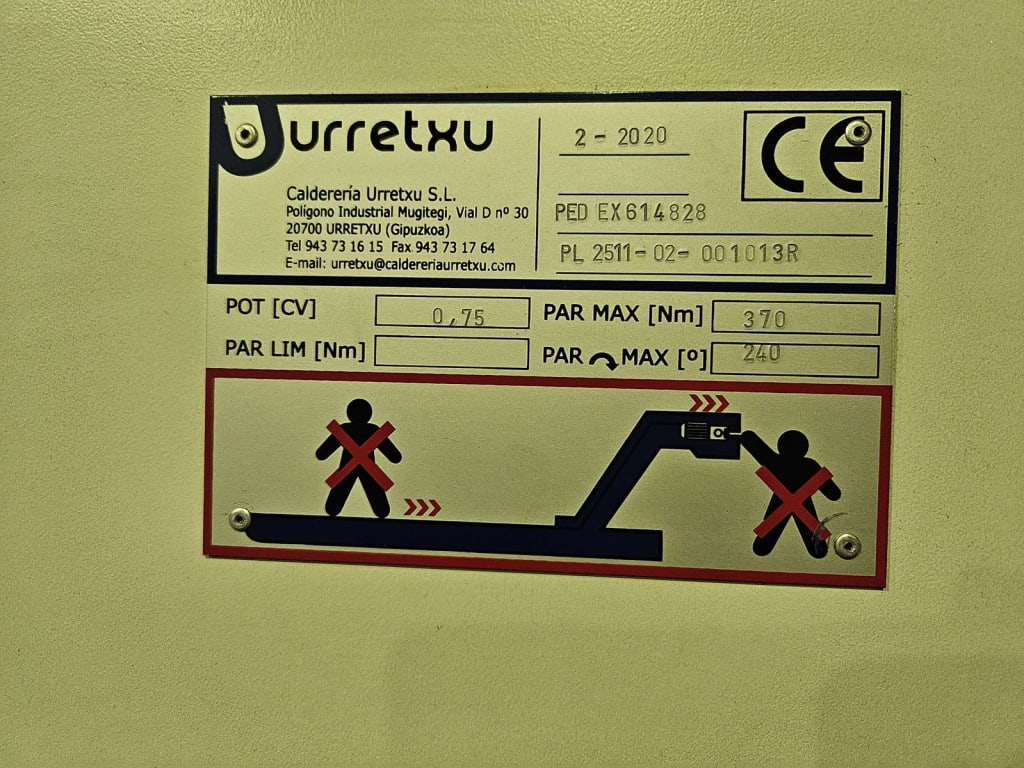 urretxu
Calderería Urretxu S.L.
Polígono Industrial Mugitegi, Vial D nº 30
20700 URRETXU (Gipuzkoa)
Tel 943 73 16 15 Fax 943 73 17 64
E-mail: urretxu@caldereriaurretxu.com
2-2020
PED EX614828
PL 2511-02-001013R
CE
POT [CV] 0,75
PAR MAX [Nm] 370
PAR LIM [Nm]
PAR MAX [º] 240